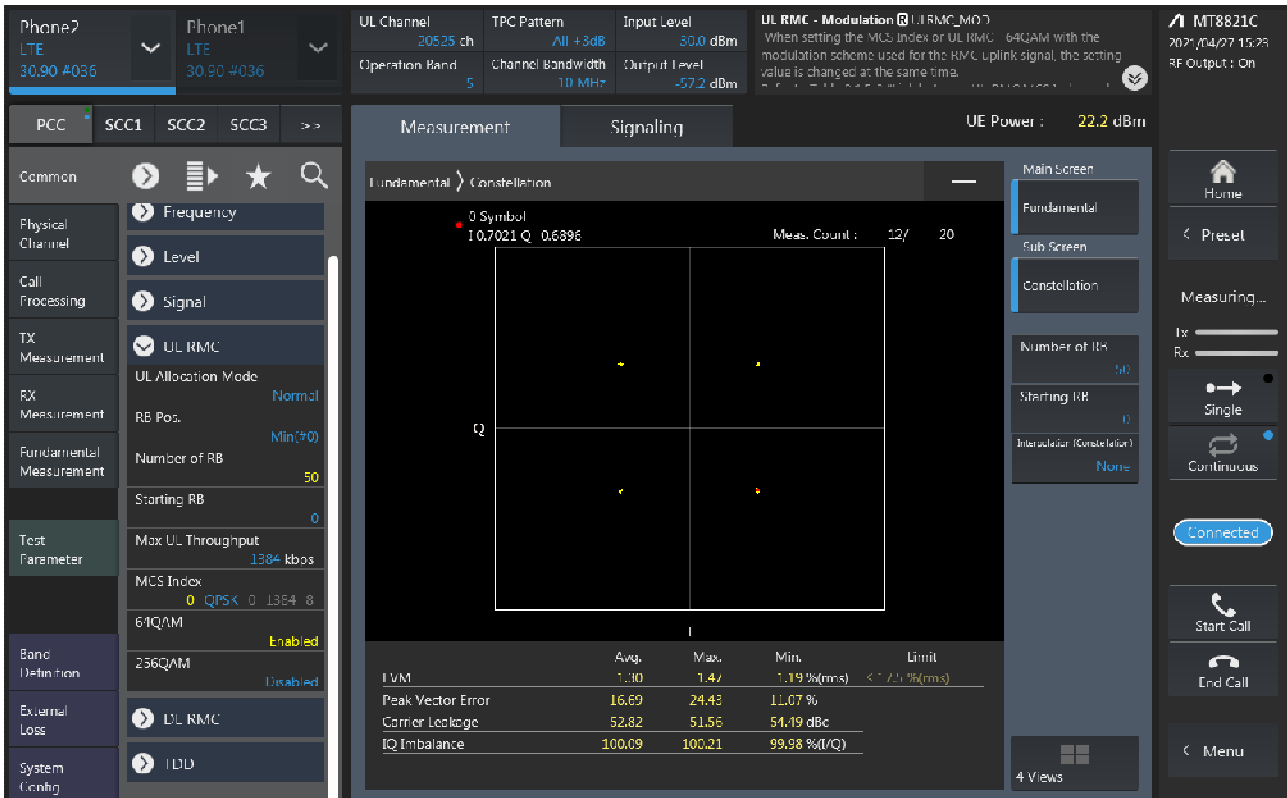 Phone2
LTE
30.90 #036
Phone1
LTE
30.90 #036
UL Channel
20525 ch
TPC Pattern
All +3dB
Input Level
30.0 dBm
Operation Band
5
Channel Bandwidth
10 MHz
Output Level
-57.2 dBm
UL RMC - Modulation R ULRMC_MOD
When setting the MCS Index or UL RMC - 64QAM with the
modulation scheme used for the RMC uplink signal, the setting
value is changed at the same time.
MT8821C
2021/04/27 15:23
RF Output : On
PCC
SCC1
SCC2
SCC3
>>
Measurement
Signaling
UE Power : 22.2 dBm
Common
Physical
Channel
Call
Processing
TX
Measurement
RX
Measurement
Fundamental
Measurement
Test
Parameter
Band
Definition
External
Loss
System
Config
Frequency
Level
Signal
UL RMC
UL Allocation Mode
Normal
RB Pos.
Min(#0)
Number of RB
50
Starting RB
0
Max UL Throughput
1384 kbps
MCS Index
0 QPSK 0 1384 8
64QAM
Enabled
256QAM
Disabled
DL RMC
TDD
Fundamental > Constellation
0 Symbol
I 0.7021 Q -0.6896
Meas. Count : 12/ 20
Q
I
Avg. Max. Min. Limit
EVM 1.30 1.47 1.19 %(rms) < 17.5 %(rms)
Peak Vector Error 16.69 24.43 11.07 %
Carrier Leakage -52.82 -51.56 -54.49 dBc
IQ Imbalance 100.09 100.21 99.98 %(I/Q)
Main Screen
Fundamental
Sub Screen
Constellation
Number of RB
50
Starting RB
0
Interpolation (Constellation)
None
4 Views
Home
< Preset
Measuring...
Tx
Rx
Single
Continuous
Connected
Start Call
End Call
< Menu